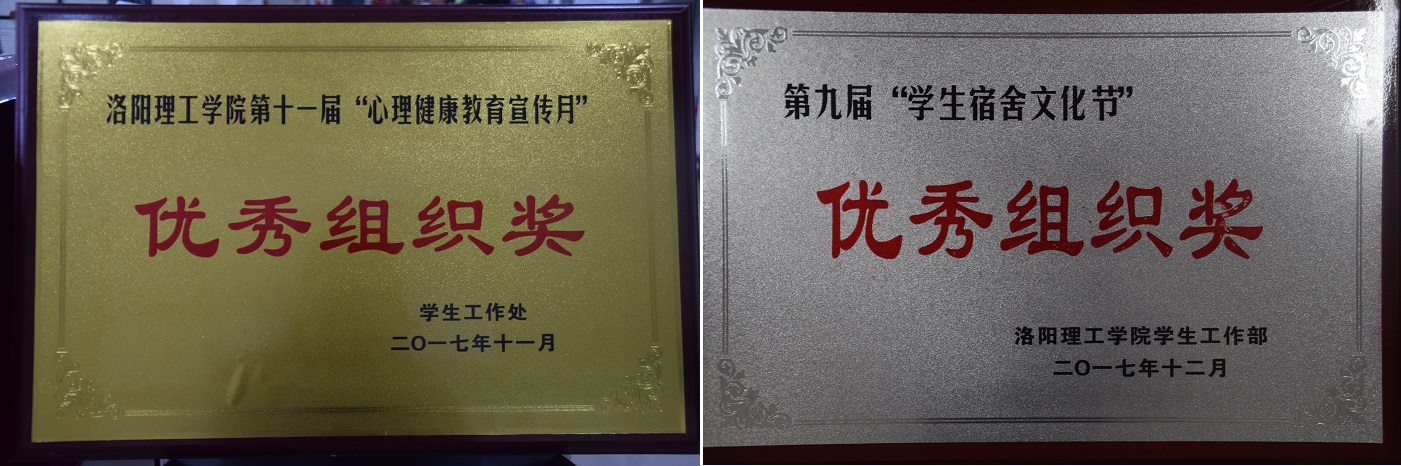 洛阳理工学院第十一届“心理健康教育宣传月”
优秀组织奖
学生工作处
二〇一七年十一月
第九届“学生宿舍文化节”
优秀组织奖
洛阳理工学院学生工作部
二〇一七年十二月